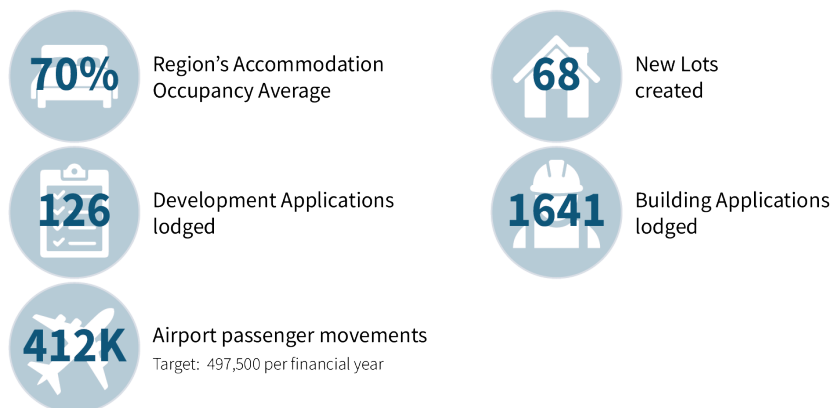 70%
Region’s Accommodation
Occupancy Average
68
New Lots
created
126
Development Applications
lodged
1641
Building Applications
lodged
412K
Airport passenger movements
Target: 497,500 per financial year